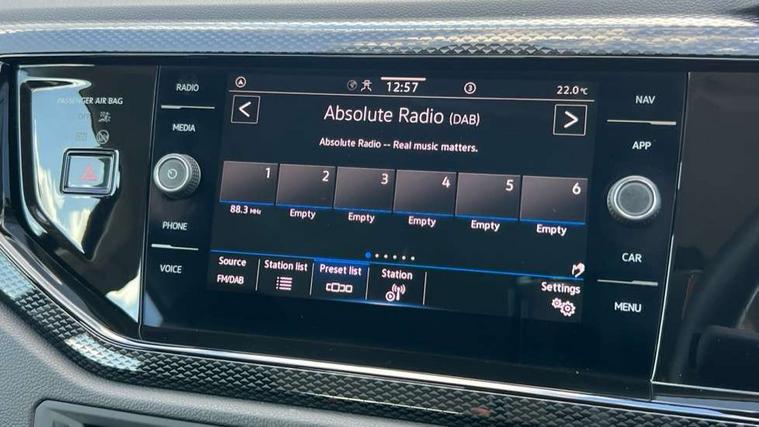 PASSENGER AIR BAG
OFF
RADIO
MEDIA
PHONE
VOICE
12:57
3
22.0°C
<
Absolute Radio (DAB)
>
Absolute Radio -- Real music matters.
1 2 3 4 5 6
88.3 MHz Empty Empty Empty Empty Empty
Source Station list Preset list Station Settings
FM/DAB
NAV
APP
CAR
MENU